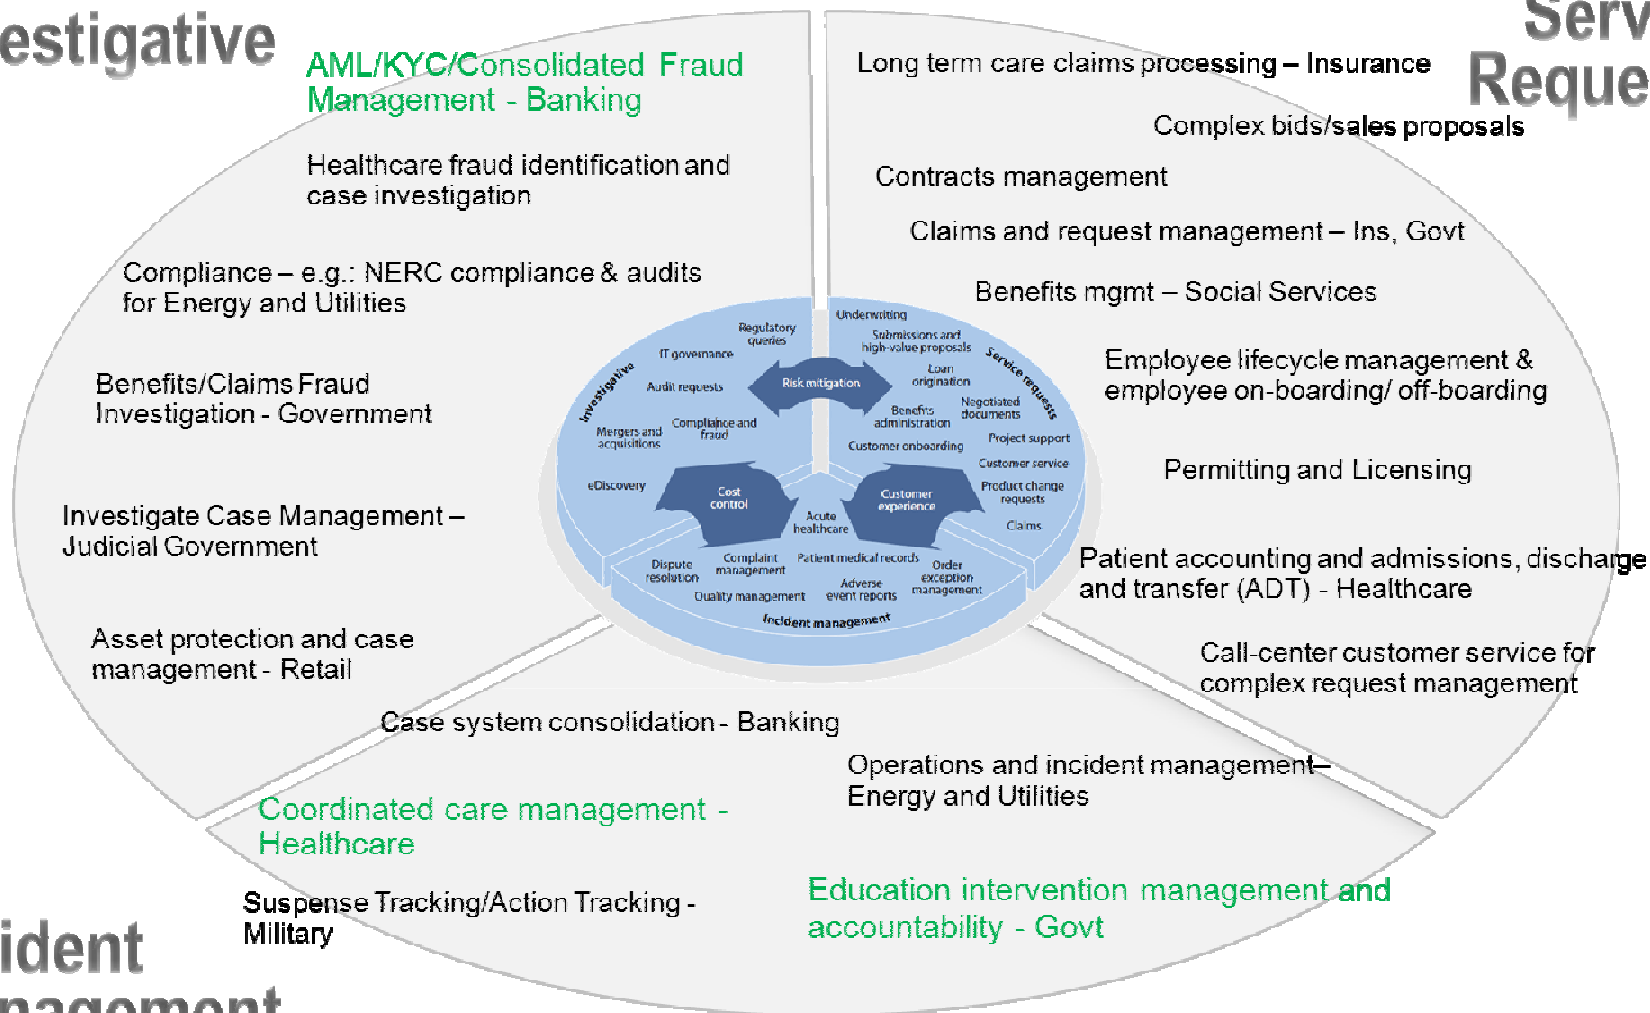 estigative
Serv
Reque
AML/KYC/Consolidated Fraud
Management - Banking
Healthcare fraud identification and
case investigation
Compliance – e.g.: NERC compliance & audits
for Energy and Utilities
Benefits/Claims Fraud
Investigation - Government
Investigate Case Management –
Judicial Government
Asset protection and case
management - Retail
Long term care claims processing – Insurance
Complex bids/sales proposals
Contracts management
Claims and request management – Ins, Govt
Benefits mgmt – Social Services
Employee lifecycle management &
employee on-boarding/ off-boarding
Permitting and Licensing
Patient accounting and admissions, discharge
and transfer (ADT) - Healthcare
Call-center customer service for
complex request management
Investigative
Regulatory
queries
IT governance
Audit requests
Compliance and
fraud
Mergers and
acquisitions
eDiscovery
Risk mitigation
Service requests
Underwriting
Submissions and
high-value proposals
Loan
origination
Benefits
administration
Negotiated
documents
Customer onboarding
Project support
Customer service
Product change
requests
Claims
Cost
control
Customer
experience
Acute
healthcare
Dispute
resolution
Complaint
management
Patient medical records
Order
exception
management
Quality management
Adverse
event reports
Incident management
Case system consolidation - Banking
Operations and incident management–
Energy and Utilities
Coordinated care management -
Healthcare
Suspense Tracking/Action Tracking -
Military
Education intervention management and
accountability - Govt
ident
nagement